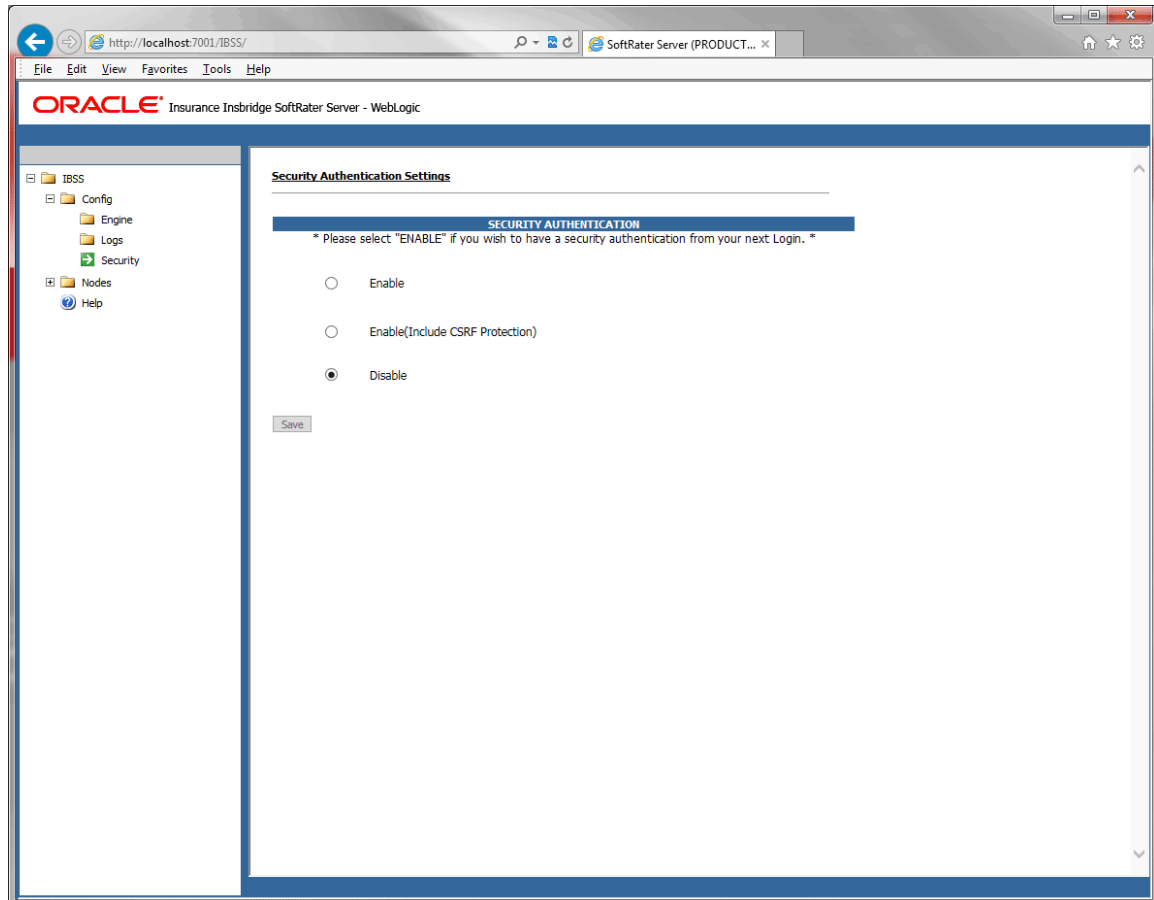 http://localhost:7001/IBSS/
SoftRater Server (PRODUCT...
File Edit View Favorites Tools Help
ORACLE® Insurance Insbridge SoftRater Server - WebLogic
IBSS
Config
Engine
Logs
Security
Nodes
Help
Security Authentication Settings
SECURITY AUTHENTICATION
* Please select "ENABLE" if you wish to have a security authentication from your next Login. *
Enable
Enable(Include CSRF Protection)
Disable
Save